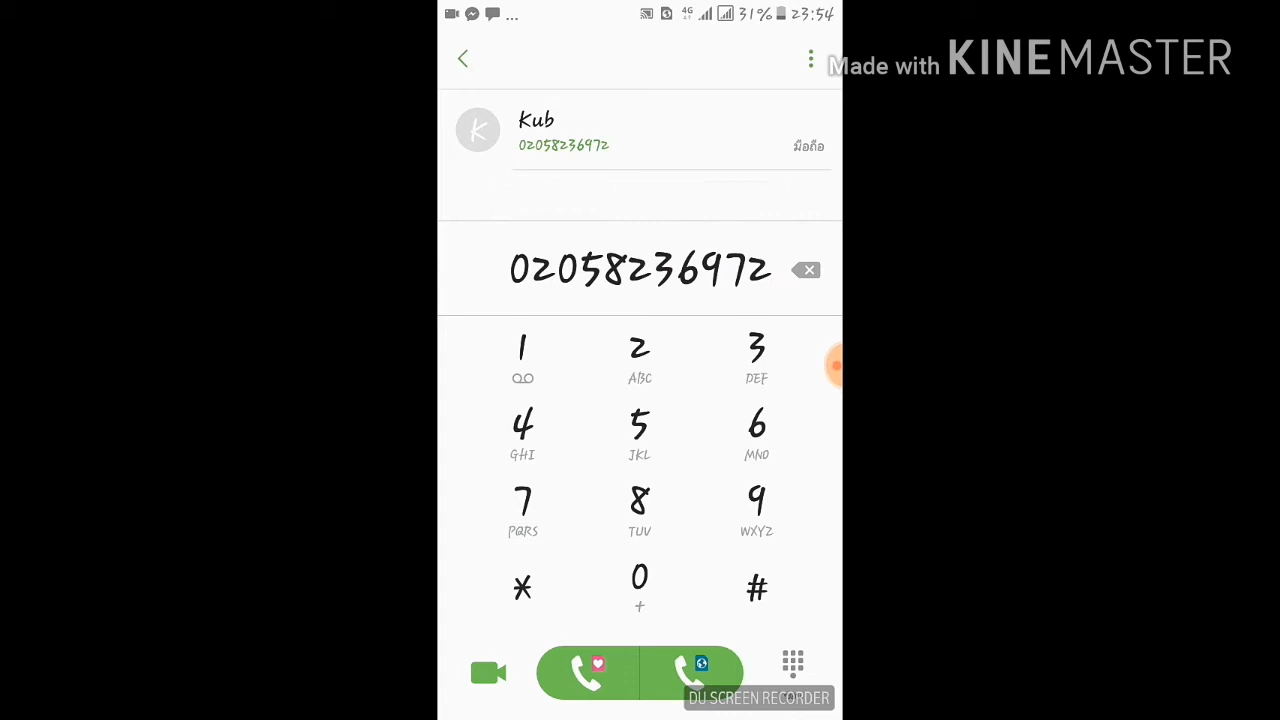 ... 4G 31% 23:54
Made with KINEMASTER
K
Kub
02058236972 มือถือ
02058236972
1 2 3
ABC DEF
4 5 6
GHI JKL MNO
7 8 9
PQRS TUV WXYZ
* 0 #
+
DU SCREEN RECORDER